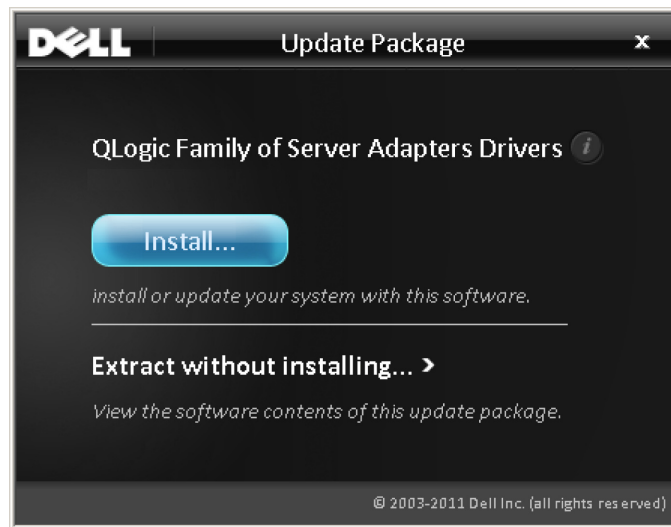 DELL
Update Package
x
QLogic Family of Server Adapters Drivers i
Install...
install or update your system with this software.
Extract without installing... >
View the software contents of this update package.
© 2003-2011 Dell Inc. (all rights reserved)